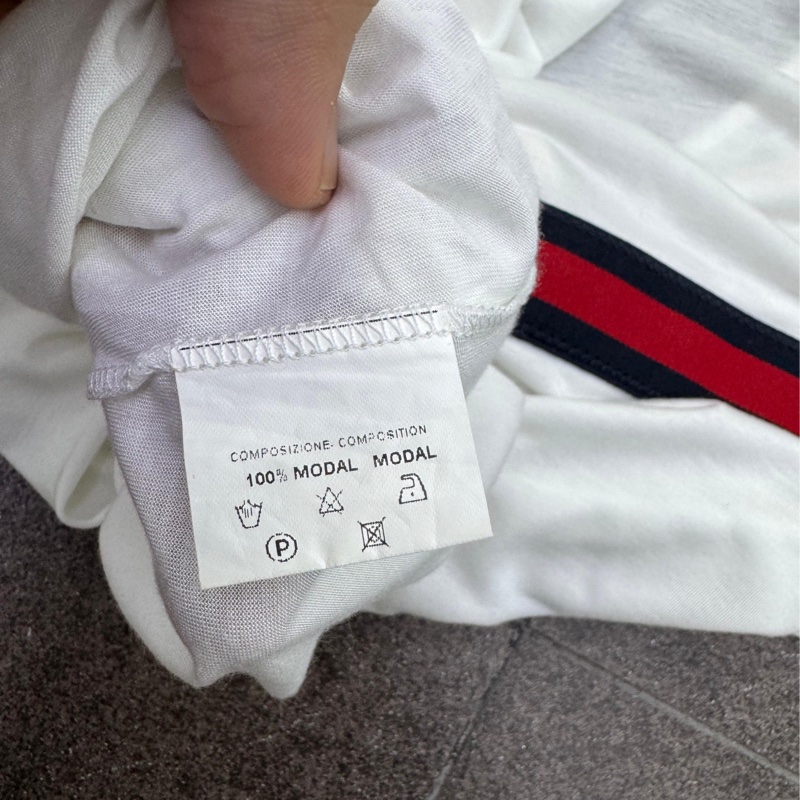 COMPOSIZIONE- COMPOSITION
100% MODAL MODAL
P